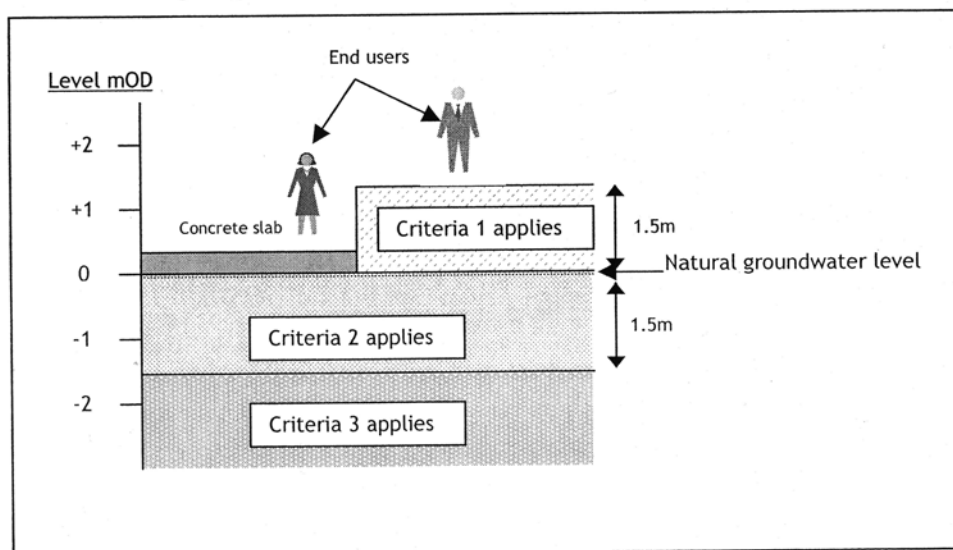 End users
Level mOD
+2
+1
Concrete slab
Criteria 1 applies
1.5m
0
Natural groundwater level
-1
Criteria 2 applies
1.5m
-2
Criteria 3 applies